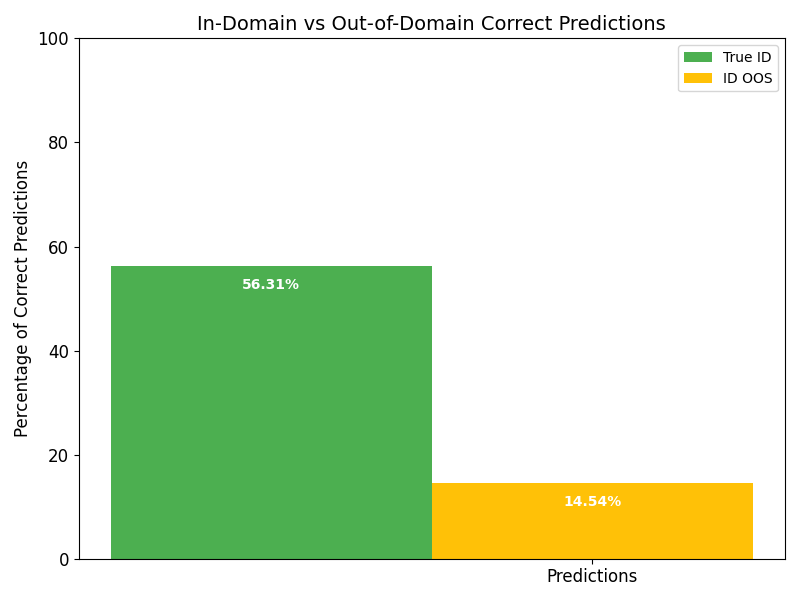 In-Domain vs Out-of-Domain Correct Predictions
True ID
ID OOS
Percentage of Correct Predictions
100
80
60
40
20
0
56.31%
14.54%
Predictions